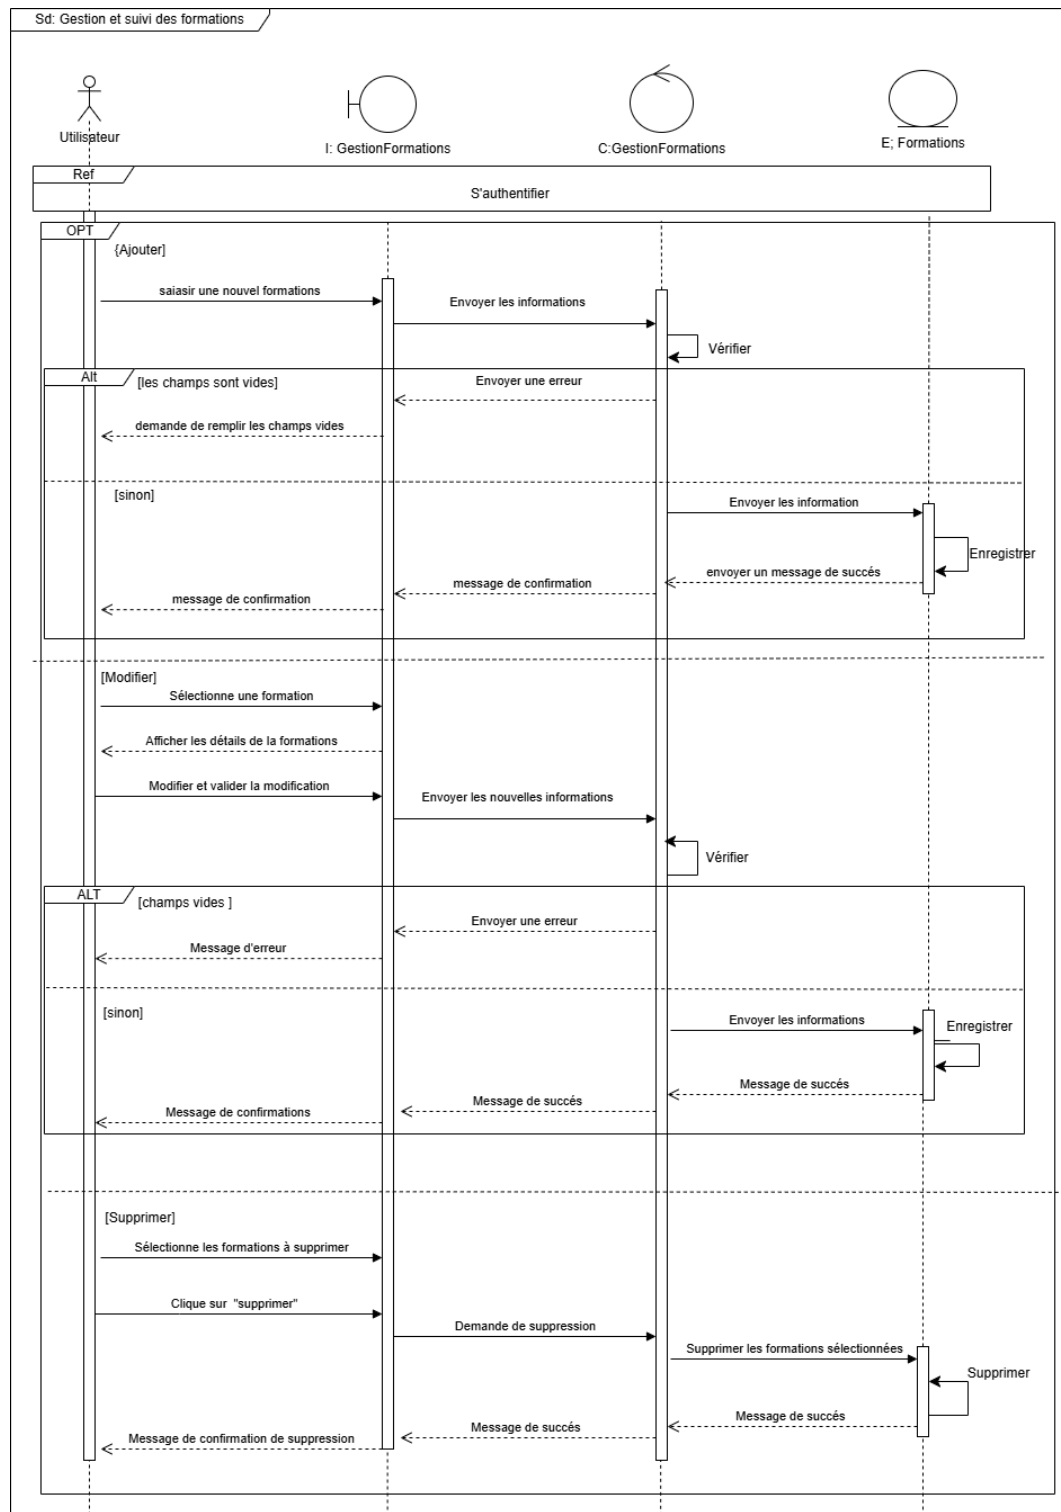 Sd: Gestion et suivi des formations
Utilisateur
I: GestionFormations
C:GestionFormations
E; Formations
Ref
S'authentifier
OPT
{Ajouter]
saiasir une nouvel formations
Envoyer les informations
Vérifier
Alt
[les champs sont vides]
Envoyer une erreur
demande de remplir les champs vides
[sinon]
Envoyer les information
Enregistrer
envoyer un message de succés
message de confirmation
message de confirmation
[Modifier]
Sélectionne une formation
Afficher les détails de la formations
Modifier et valider la modification
Envoyer les nouvelles informations
Vérifier
ALT
[champs vides ]
Envoyer une erreur
Message d'erreur
[sinon]
Envoyer les informations
Enregistrer
Message de succés
Message de succés
Message de confirmations
[Supprimer]
Sélectionne les formations à supprimer
Clique sur "supprimer"
Demande de suppression
Supprimer les formations sélectionnées
Supprimer
Message de succés
Message de succés
Message de confirmation de suppression